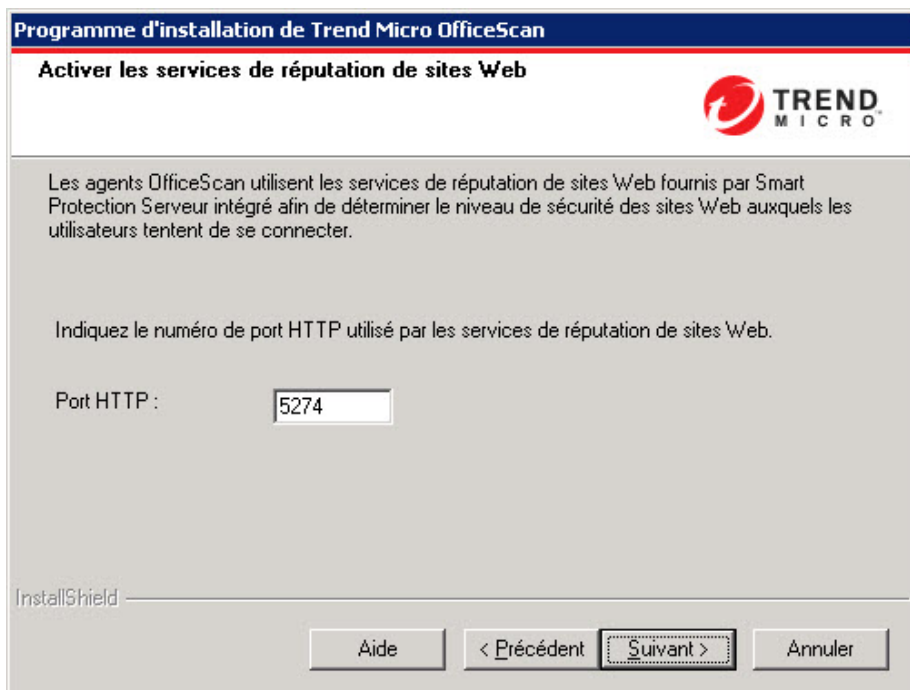 Programme d'installation de Trend Micro OfficeScan
Activer les services de réputation de sites Web
TREND
MICRO™
Les agents OfficeScan utilisent les services de réputation de sites Web fournis par Smart
Protection Serveur intégré afin de déterminer le niveau de sécurité des sites Web auxquels les
utilisateurs tentent de se connecter.
Indiquez le numéro de port HTTP utilisé par les services de réputation de sites Web.
Port HTTP : 5274
InstallShield
Aide < Précédent Suivant > Annuler